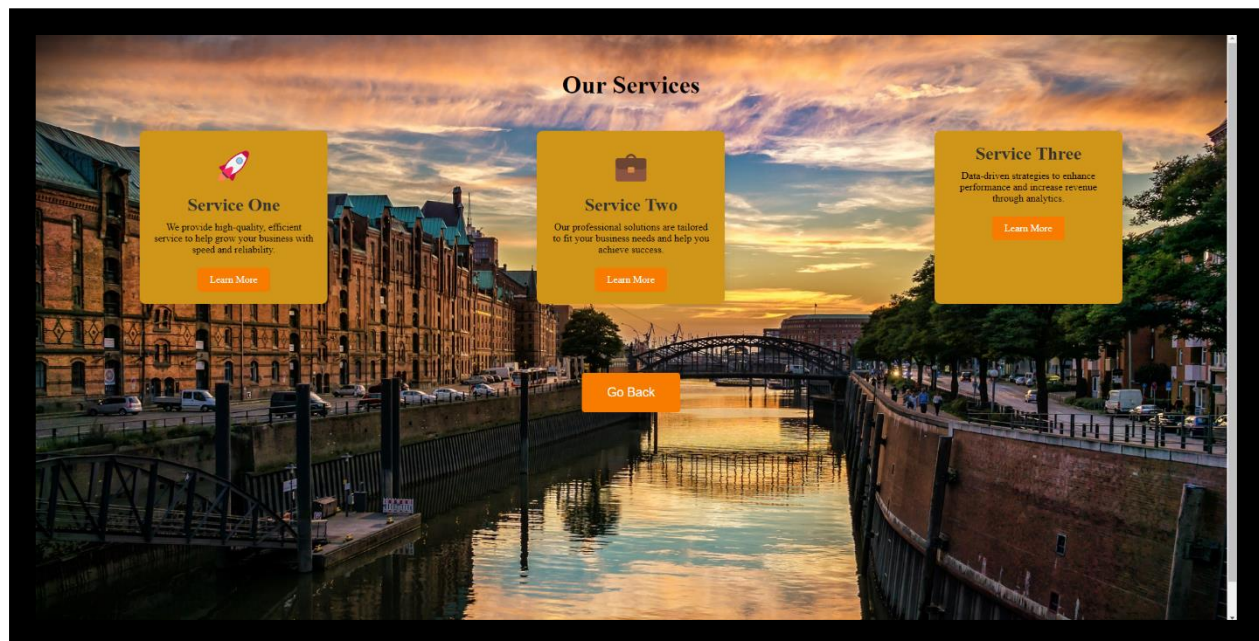 Our Services
Service One
We provide high-quality, efficient
service to help grow your business with
speed and reliability.
Learn More
Service Two
Our professional solutions are tailored
to fit your business needs and help you
achieve success.
Learn More
Service Three
Data-driven strategies to enhance
performance and increase revenue
through analytics.
Learn More
Go Back